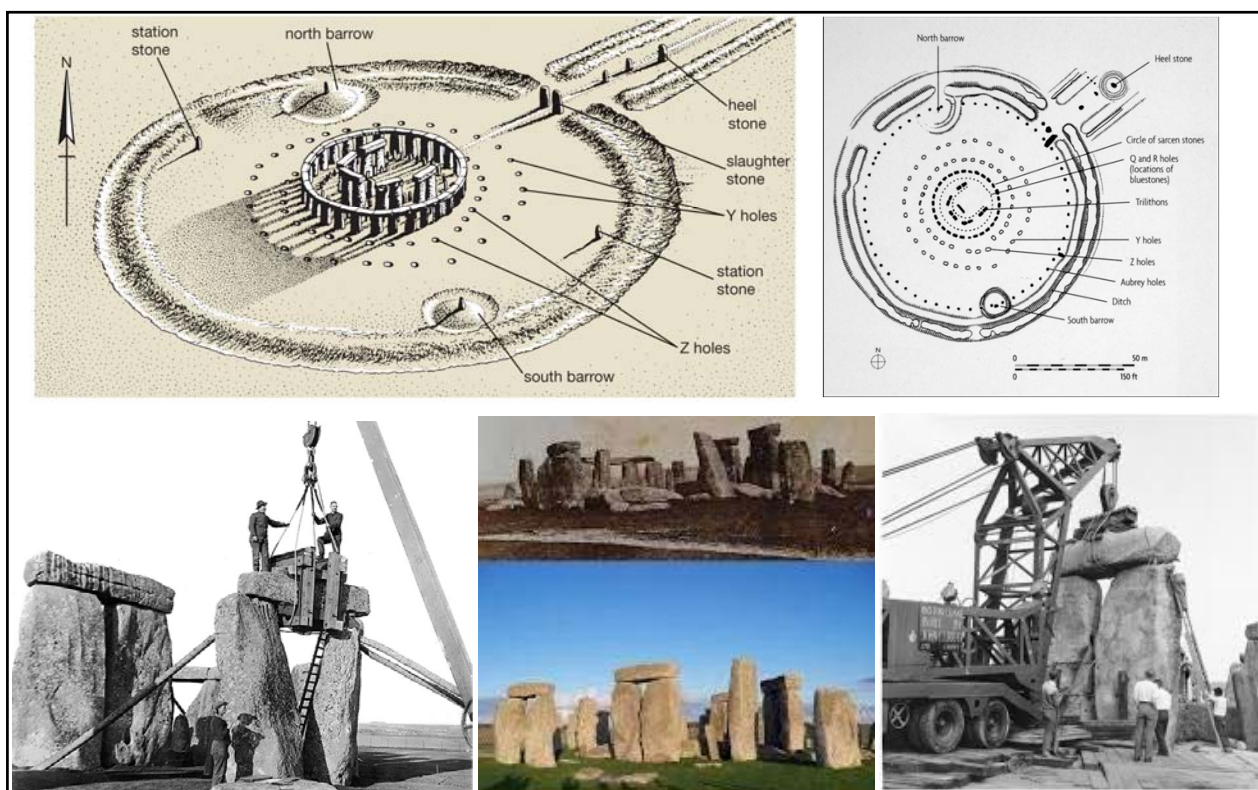 station
stone
north barrow
N
heel
stone
slaughter
stone
Y holes
station
stone
Z holes
south barrow
North barrow
Heel stone
Circle of sarcen stones
Q and R holes
(locations of
bluestones)
Trilithons
Y holes
Z holes
Aubrey holes
Ditch
South barrow
N
0 50 m
0 150 ft